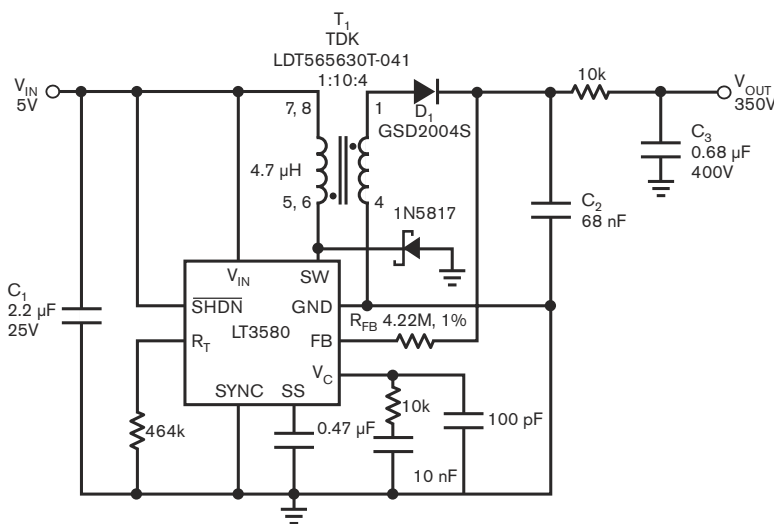 T1
TDK
LDT565630T-041
1:10:4
VIN
5V
7, 8
1
D1
GSD2004S
10k
VOUT
350V
C3
0.68 µF
400V
4.7 µH
5, 6
4
1N5817
C2
68 nF
C1
2.2 µF
25V
VIN
SW
SHDN
GND
LT3580
RT
FB
RFB 4.22M, 1%
VC
SYNC
SS
464k
0.47 µF
10k
10 nF
100 pF